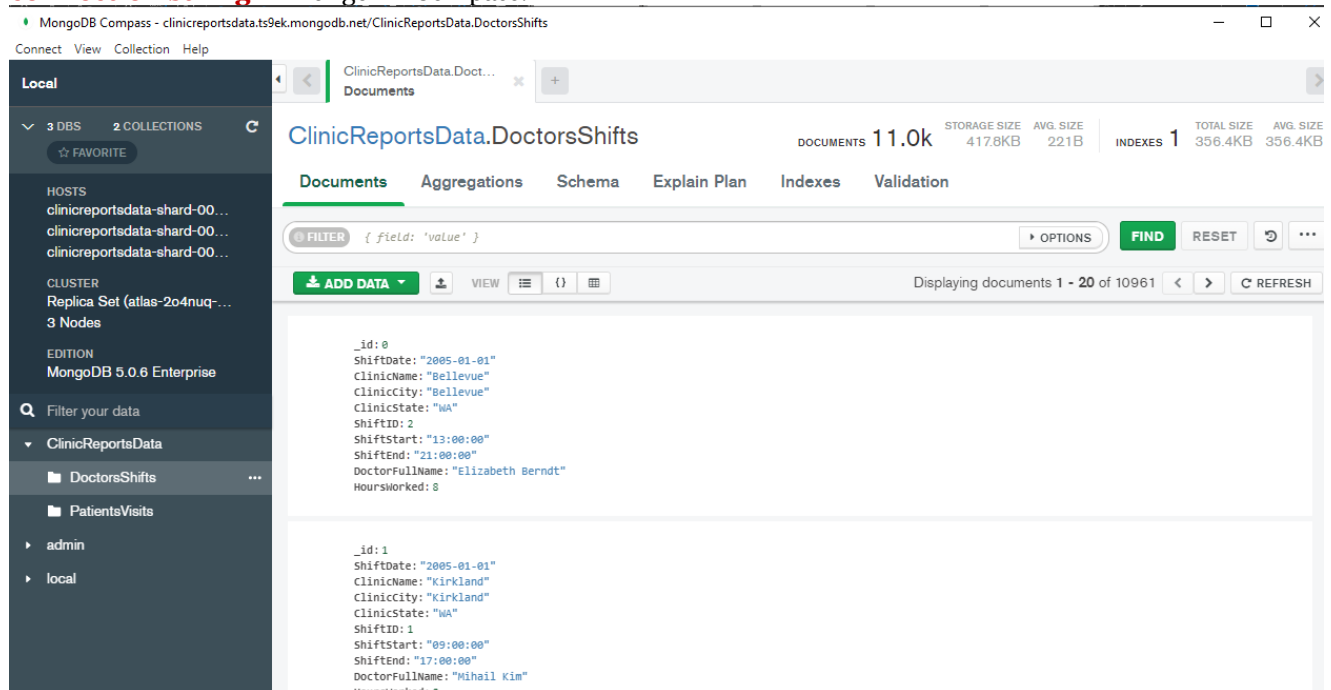 MongoDB Compass - clinicreportsdata.ts9ek.mongodb.net/ClinicReportsData.DoctorsShifts
Connect View Collection Help
Local
3 DBS 2 COLLECTIONS
FAVORITE
HOSTS
clinicreportsdata-shard-00...
clinicreportsdata-shard-00...
clinicreportsdata-shard-00...
CLUSTER
Replica Set (atlas-2o4nuq-...
3 Nodes
EDITION
MongoDB 5.0.6 Enterprise
Filter your data
ClinicReportsData
DoctorsShifts
PatientsVisits
admin
local
ClinicReportsData.Doct...
Documents
ClinicReportsData.DoctorsShifts
DOCUMENTS 11.0k STORAGE SIZE 417.8KB AVG. SIZE 221B INDEXES 1 TOTAL SIZE 356.4KB AVG. SIZE 356.4KB
Documents Aggregations Schema Explain Plan Indexes Validation
FILTER { field: 'value' } OPTIONS FIND RESET
ADD DATA VIEW {} Displaying documents 1 - 20 of 10961 REFRESH
_id: 0
ShiftDate: "2005-01-01"
ClinicName: "Bellevue"
ClinicCity: "Bellevue"
ClinicState: "WA"
ShiftID: 2
ShiftStart: "13:00:00"
ShiftEnd: "21:00:00"
DoctorFullName: "Elizabeth Berndt"
HoursWorked: 8
_id: 1
ShiftDate: "2005-01-01"
ClinicName: "Kirkland"
ClinicCity: "Kirkland"
ClinicState: "WA"
ShiftID: 1
ShiftStart: "09:00:00"
ShiftEnd: "17:00:00"
DoctorFullName: "Mihail Kim"